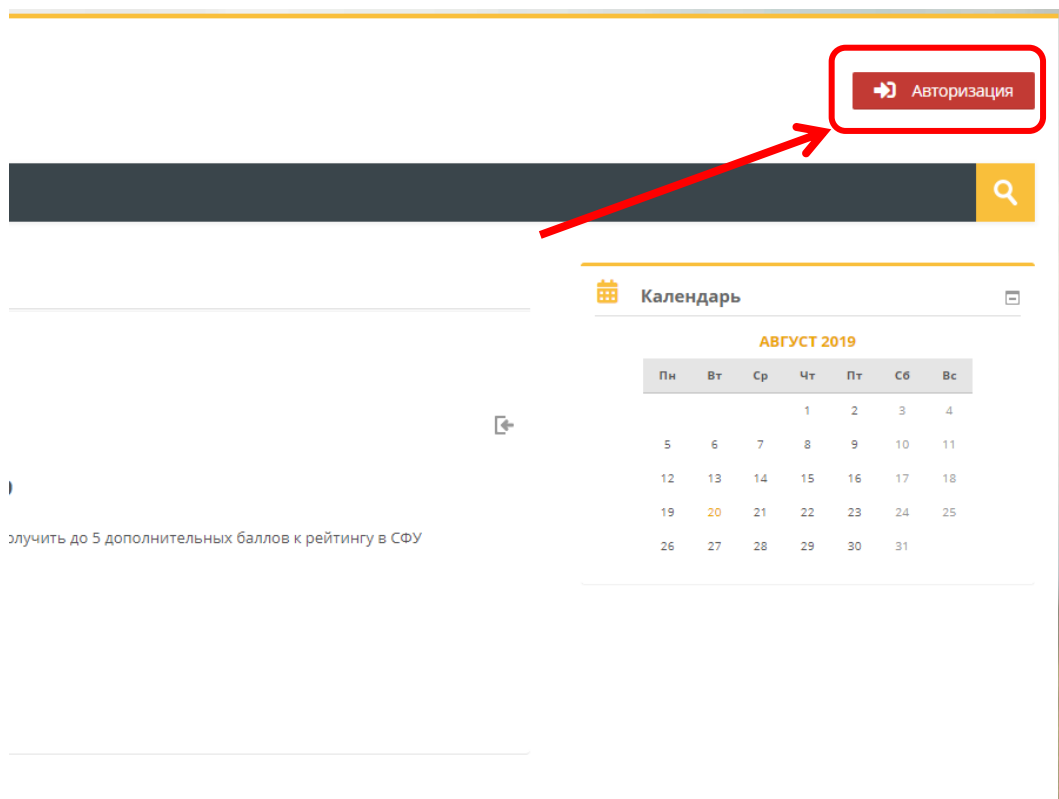 Авторизация
Календарь
АВГУСТ 2019
Пн Вт Ср Чт Пт Сб Вс
1 2 3 4
5 6 7 8 9 10 11
12 13 14 15 16 17 18
19 20 21 22 23 24 25
26 27 28 29 30 31
до 5 дополнительных баллов к рейтингу в СФУ